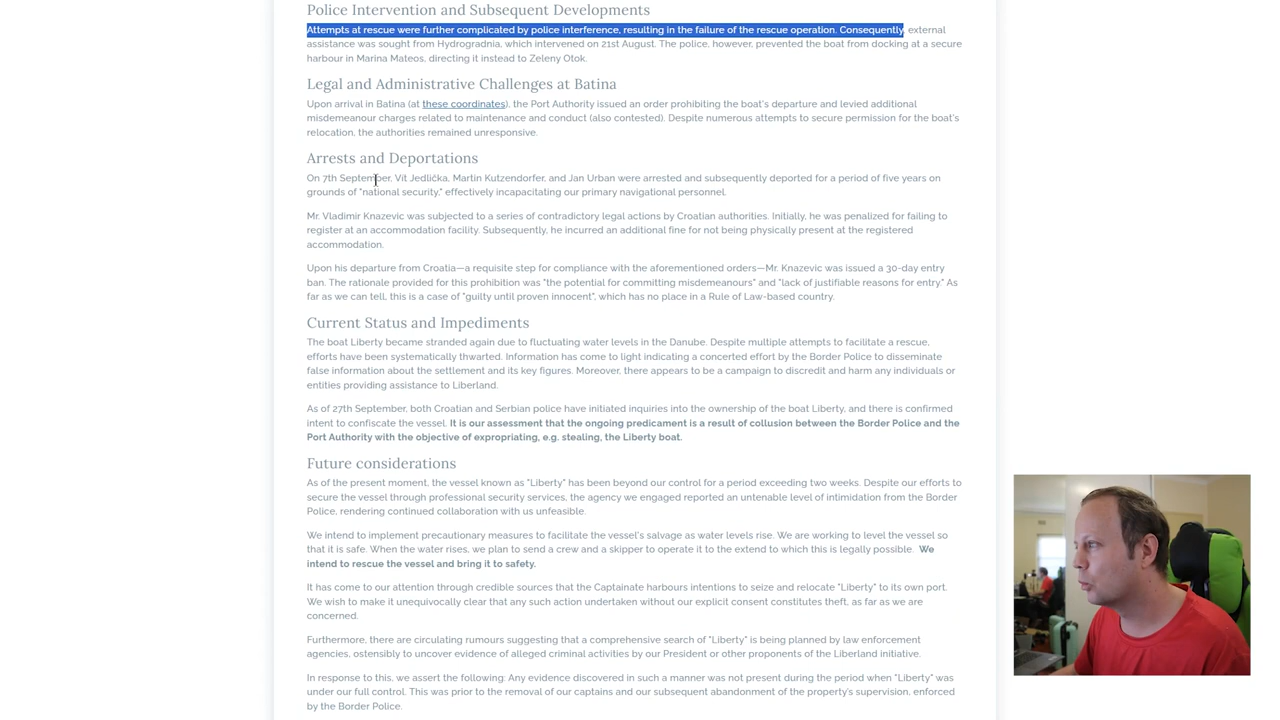 Police Intervention and Subsequent Developments
Attempts at rescue were further complicated by police interference, resulting in the failure of the rescue operation. Consequently, external
assistance was sought from Hydrogradnia, which intervened on 21st August. The police, however, prevented the boat from docking at a secure
harbour in Marina Mateos, directing it instead to Zeleny Otok.
Legal and Administrative Challenges at Batina
Upon arrival in Batina (at these coordinates), the Port Authority issued an order prohibiting the boat's departure and levied additional
misdemeanour charges related to maintenance and conduct (also contested). Despite numerous attempts to secure permission for the boat's
relocation, the authorities remained unresponsive.
Arrests and Deportations
On 7th September, Vít Jedlička, Martin Kutzendorfer, and Jan Urban were arrested and subsequently deported for a period of five years on
grounds of "national security," effectively incapacitating our primary navigational personnel.
Mr. Vladimir Knazevic was subjected to a series of contradictory legal actions by Croatian authorities. Initially, he was penalized for failing to
register at an accommodation facility. Subsequently, he incurred an additional fine for not being physically present at the registered
accommodation.
Upon his departure from Croatia—a requisite step for compliance with the aforementioned orders—Mr. Knazevic was issued a 30-day entry
ban. The rationale provided for this prohibition was "the potential for committing misdemeanours" and "lack of justifiable reasons for entry." As
far as we can tell, this is a case of "guilty until proven innocent", which has no place in a Rule of Law-based country.
Current Status and Impediments
The boat Liberty became stranded again due to fluctuating water levels in the Danube. Despite multiple attempts to facilitate a rescue,
efforts have been systematically thwarted. Information has come to light indicating a concerted effort by the Border Police to disseminate
false information about the settlement and its key figures. Moreover, there appears to be a campaign to discredit and harm any individuals or
entities providing assistance to Liberland.
As of 27th September, both Croatian and Serbian police have initiated inquiries into the ownership of the boat Liberty, and there is confirmed
intent to confiscate the vessel. It is our assessment that the ongoing predicament is a result of collusion between the Border Police and the
Port Authority with the objective of expropriating, e.g. stealing, the Liberty boat.
Future considerations
As of the present moment, the vessel known as "Liberty" has been beyond our control for a period exceeding two weeks. Despite our efforts to
secure the vessel through professional security services, the agency we engaged reported an untenable level of intimidation from the Border
Police, rendering continued collaboration with us unfeasible.
We intend to implement precautionary measures to facilitate the vessel's salvage as water levels rise. We are working to level the vessel so
that it is safe. When the water rises, we plan to send a crew and a skipper to operate it to the extend to which this is legally possible. We
intend to rescue the vessel and bring it to safety.
It has come to our attention through credible sources that the Captainate harbours intentions to seize and relocate "Liberty" to its own port.
We wish to make it unequivocally clear that any such action undertaken without our explicit consent constitutes theft, as far as we are
concerned.
Furthermore, there are circulating rumours suggesting that a comprehensive search of "Liberty" is being planned by law enforcement
agencies, ostensibly to uncover evidence of alleged criminal activities by our President or other proponents of the Liberland initiative.
In response to this, we assert the following: Any evidence discovered in such a manner was not present during the period when "Liberty" was
under our full control. This was prior to the removal of our captains and our subsequent abandonment of the property's supervision, enforced
by the Border Police.